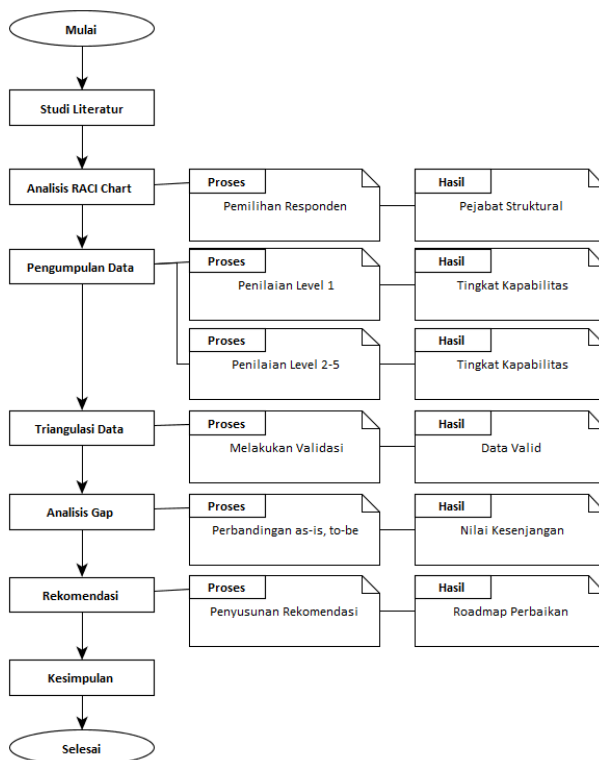 Mulai
Studi Literatur
Analisis RACI Chart
Proses
Pemilihan Responden
Hasil
Pejabat Struktural
Pengumpulan Data
Proses
Penilaian Level 1
Hasil
Tingkat Kapabilitas
Proses
Penilaian Level 2-5
Hasil
Tingkat Kapabilitas
Triangulasi Data
Proses
Melakukan Validasi
Hasil
Data Valid
Analisis Gap
Proses
Perbandingan as-is, to-be
Hasil
Nilai Kesenjangan
Rekomendasi
Proses
Penyusunan Rekomendasi
Hasil
Roadmap Perbaikan
Kesimpulan
Selesai